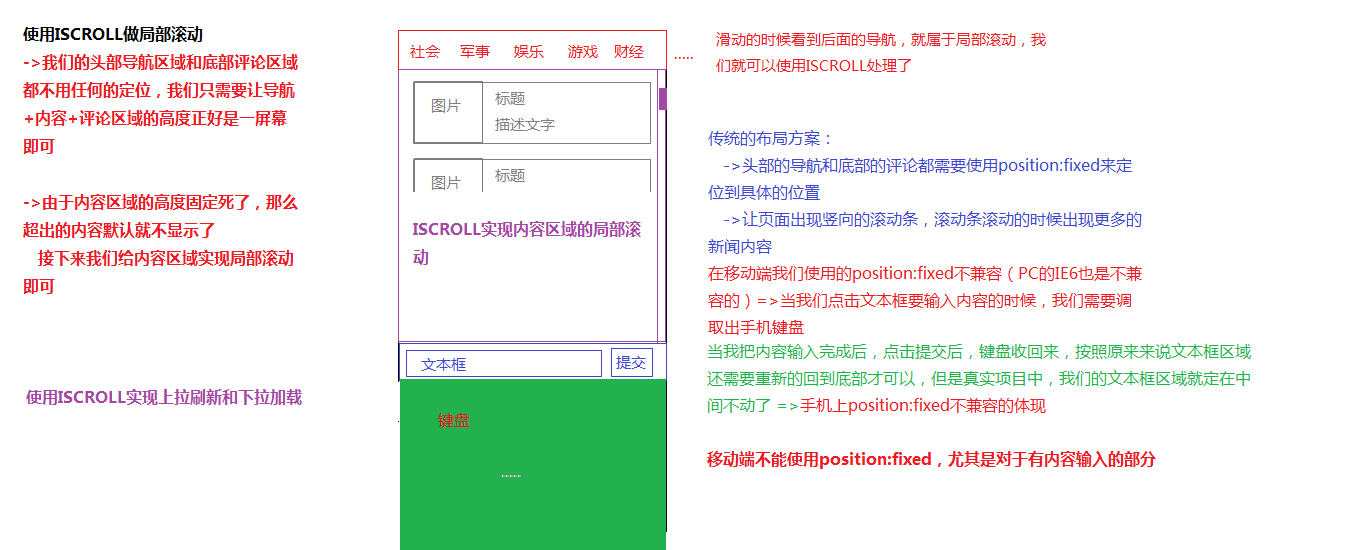 使用ISCROLL做局部滚动
->我们的头部导航区域和底部评论区域
都不用任何的定位，我们只需要让导航
+内容+评论区域的高度正好是一屏幕
即可
->由于内容区域的高度固定死了，那么
超出的内容默认就不显示了
接下来我们给内容区域实现局部滚动
即可
使用ISCROLL实现上拉刷新和下拉加载
社会 军事 娱乐 游戏 财经
图片
标题
描述文字
图片
标题
ISCROLL实现内容区域的局部滚
动
文本框
提交
键盘
......
.....
滑动的时候看到后面的导航，就属于局部滚动，我
们就可以使用ISCROLL处理了
传统的布局方案：
->头部的导航和底部的评论都需要使用position:fixed来定
位到具体的位置
->让页面出现竖向的滚动条，滚动条滚动的时候出现更多的
新闻内容
在移动端我们使用的position:fixed不兼容（PC的IE6也是不兼
容的）=>当我们点击文本框要输入内容的时候，我们需要调
取出手机键盘
当我把内容输入完成后，点击提交后，键盘收回来，按照原来来说文本框区域
还需要重新的回到底部才可以，但是真实项目中，我们的文本框区域就定在中
间不动了 =>手机上position:fixed不兼容的体现
移动端不能使用position:fixed，尤其是对于有内容输入的部分